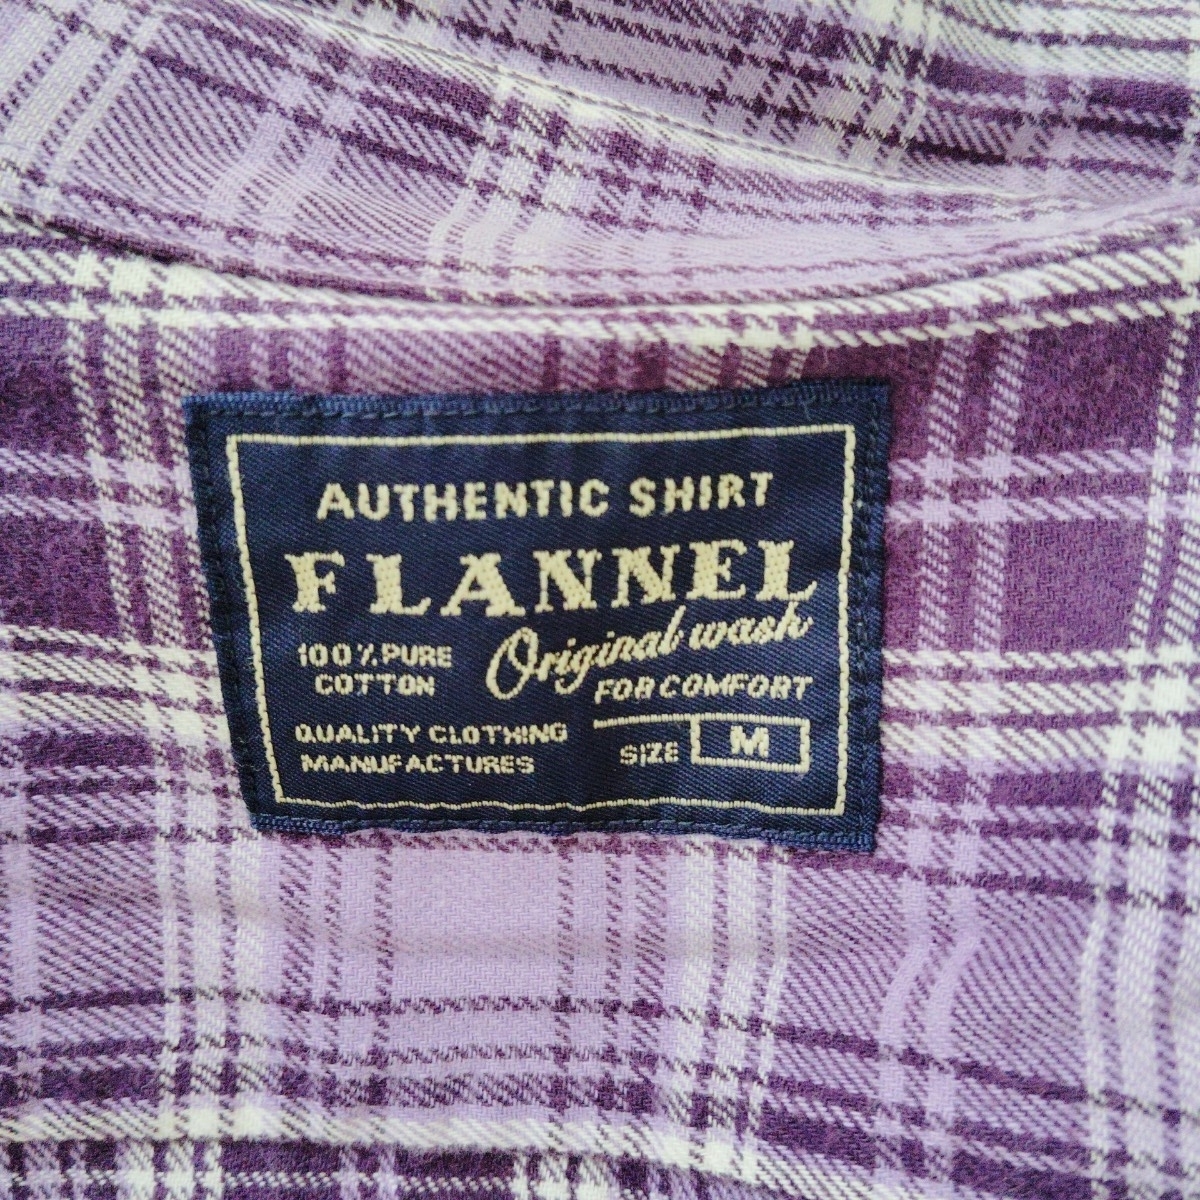 AUTHENTIC SHIRT
FLANNEL
Original wash
100% PURE
COTTON
FOR COMFORT
QUALITY CLOTHING
MANUFACTURES
SIZE M